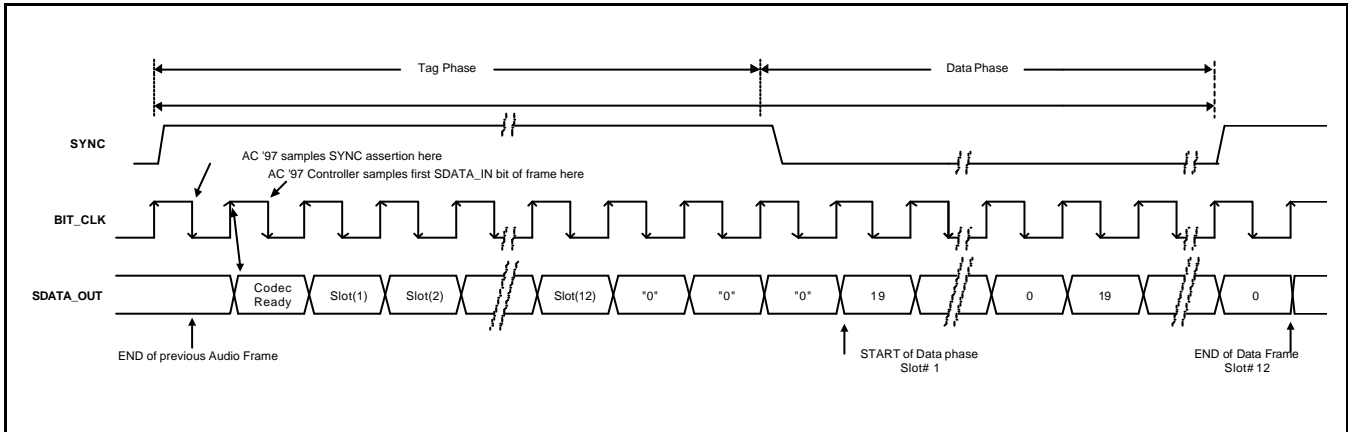 Tag Phase
Data Phase
SYNC
AC '97 samples SYNC assertion here
AC '97 Controller samples first SDATA_IN bit of frame here
BIT_CLK
SDATA_OUT
Codec
Ready
Slot(1)
Slot(2)
Slot(12)
"0"
"0"
"0"
19
0
19
0
END of previous Audio Frame
START of Data phase
Slot# 1
END of Data Frame
Slot# 12